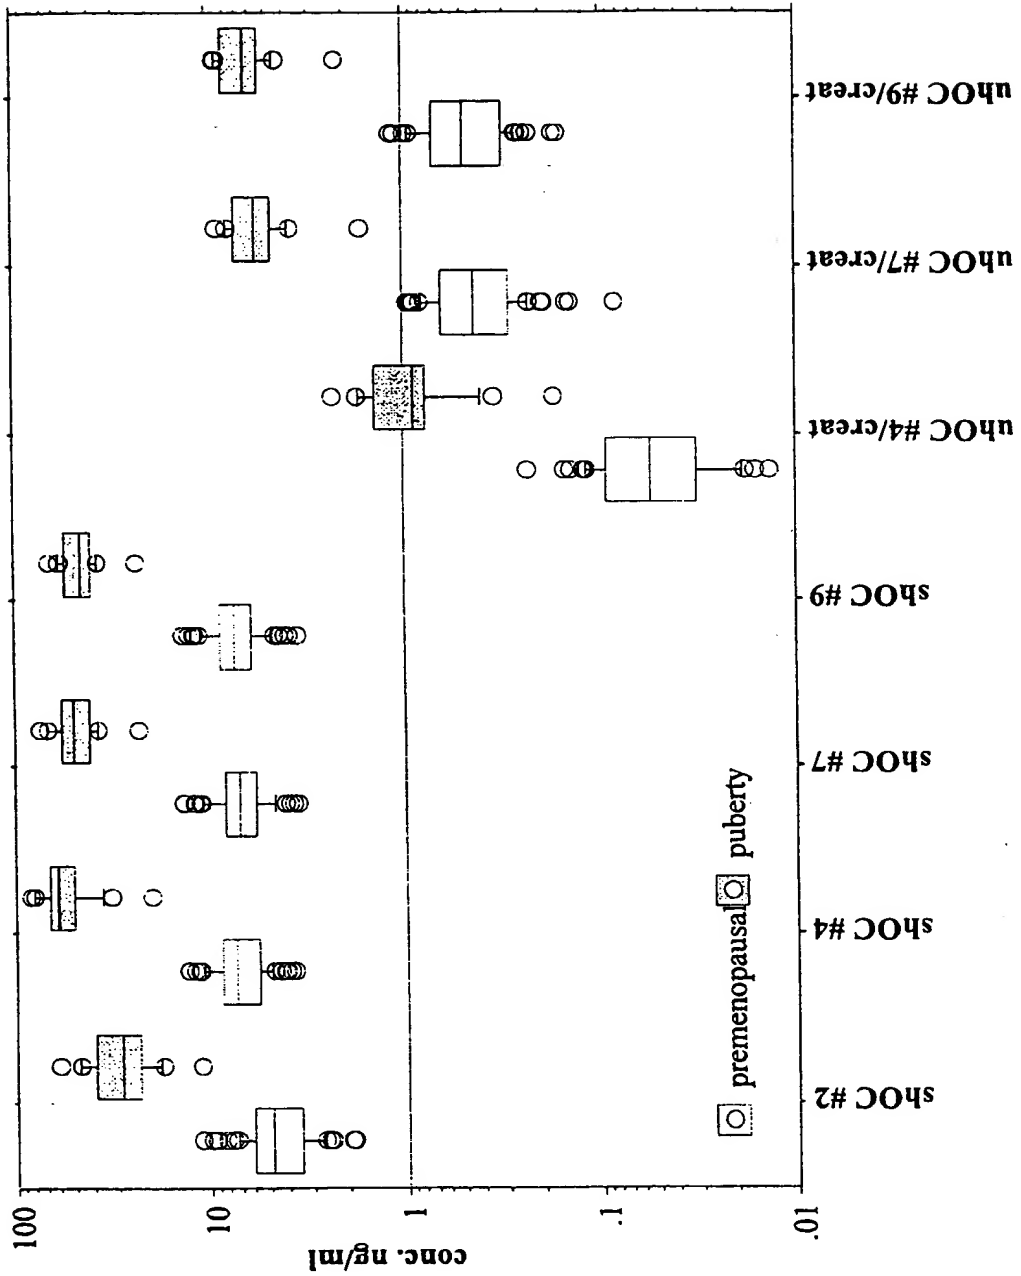 100
10
1
.1
.01
conc. ng/ml
shOC #2
shOC #4
shOC #7
shOC #9
uhOC #4/creat
uhOC #7/creat
uhOC #9/creat
premenopausal
puberty